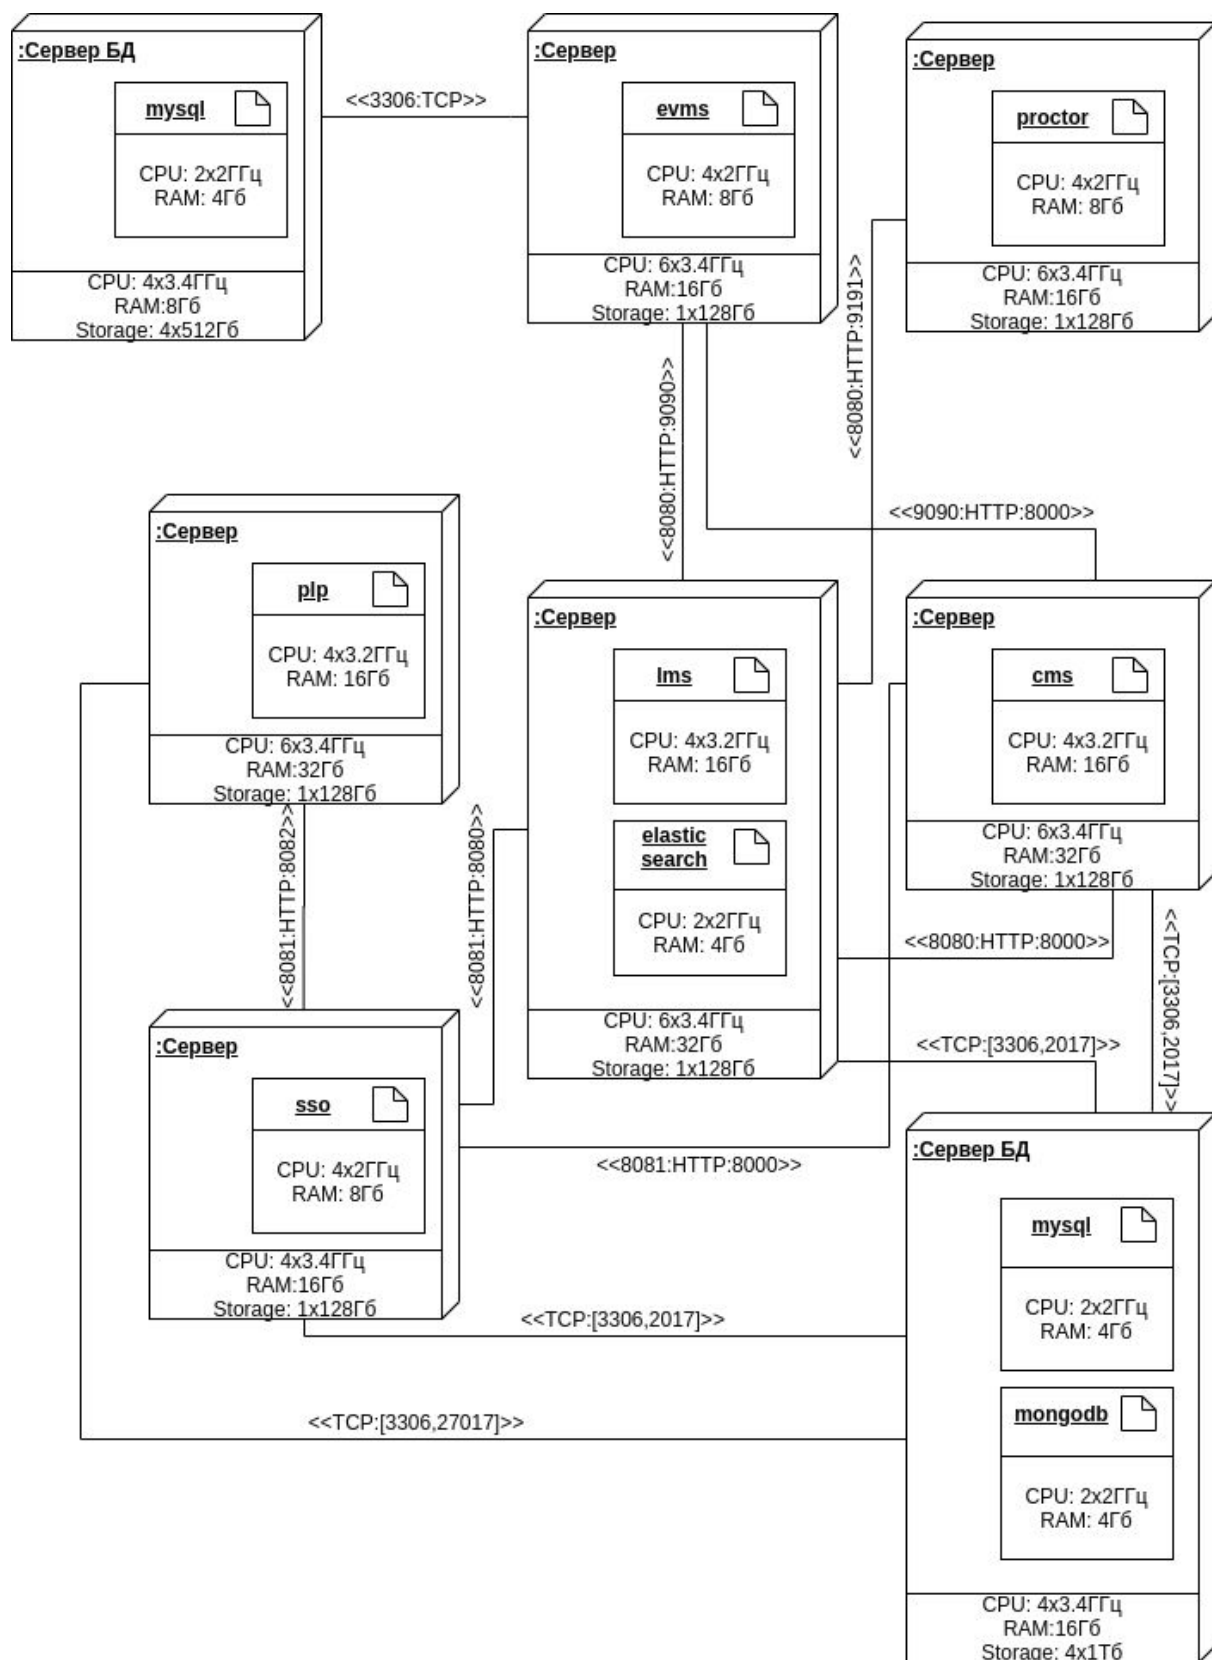 :Сервер БД
mysql
CPU: 2x2ГГц
RAM: 4Гб
CPU: 4x3.4ГГц
RAM:8Гб
Storage: 4x512Гб
<<3306:TCP>>
:Сервер
evms
CPU: 4x2ГГц
RAM: 8Гб
CPU: 6x3.4ГГц
RAM:16Гб
Storage: 1x128Гб
:Сервер
proctor
CPU: 4x2ГГц
RAM: 8Гб
CPU: 6x3.4ГГц
RAM:16Гб
Storage: 1x128Гб
<<8080:HTTP:9090>>
<<8080:HTTP:9191>>
<<9090:HTTP:8000>>
:Сервер
plp
CPU: 4x3.2ГГц
RAM: 16Гб
CPU: 6x3.4ГГц
RAM:32Гб
Storage: 1x128Гб
:Сервер
lms
CPU: 4x3.2ГГц
RAM: 16Гб
elastic
search
CPU: 2x2ГГц
RAM: 4Гб
CPU: 6x3.4ГГц
RAM:32Гб
Storage: 1x128Гб
:Сервер
cms
CPU: 4x3.2ГГц
RAM: 16Гб
CPU: 6x3.4ГГц
RAM:32Гб
Storage: 1x128Гб
<<8081:HTTP:8082>>
<<8081:HTTP:8080>>
<<8080:HTTP:8000>>
<<TCP:[3306,2017]>>
<<TCP:[3306,2017]>>
:Сервер
sso
CPU: 4x2ГГц
RAM: 8Гб
CPU: 4x3.4ГГц
RAM:16Гб
Storage: 1x128Гб
<<8081:HTTP:8000>>
<<TCP:[3306,2017]>>
<<TCP:[3306,27017]>>
:Сервер БД
mysql
CPU: 2x2ГГц
RAM: 4Гб
mongodb
CPU: 2x2ГГц
RAM: 4Гб
CPU: 4x3.4ГГц
RAM:16Гб
Storage: 4x1Тб